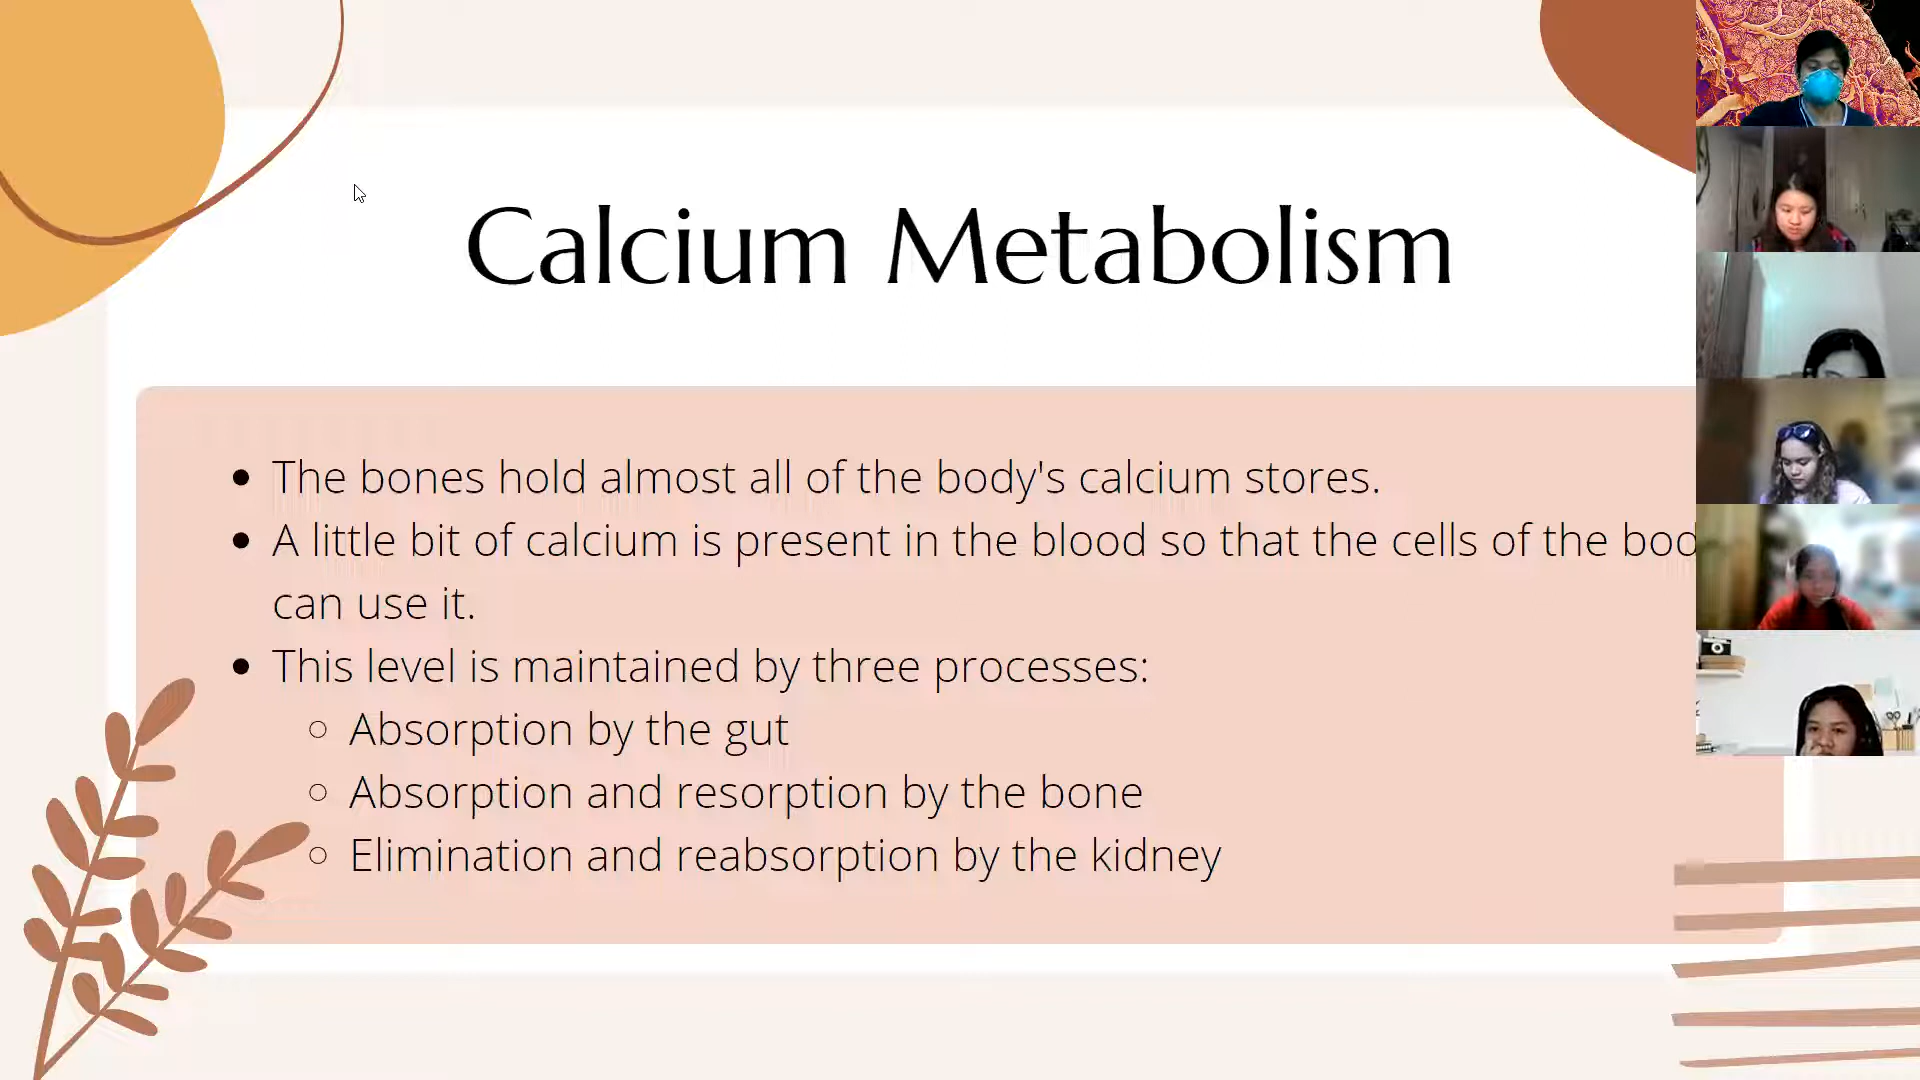 Calcium Metabolism
• The bones hold almost all of the body's calcium stores.
• A little bit of calcium is present in the blood so that the cells of the bod
can use it.
• This level is maintained by three processes:
○ Absorption by the gut
○ Absorption and resorption by the bone
○ Elimination and reabsorption by the kidney